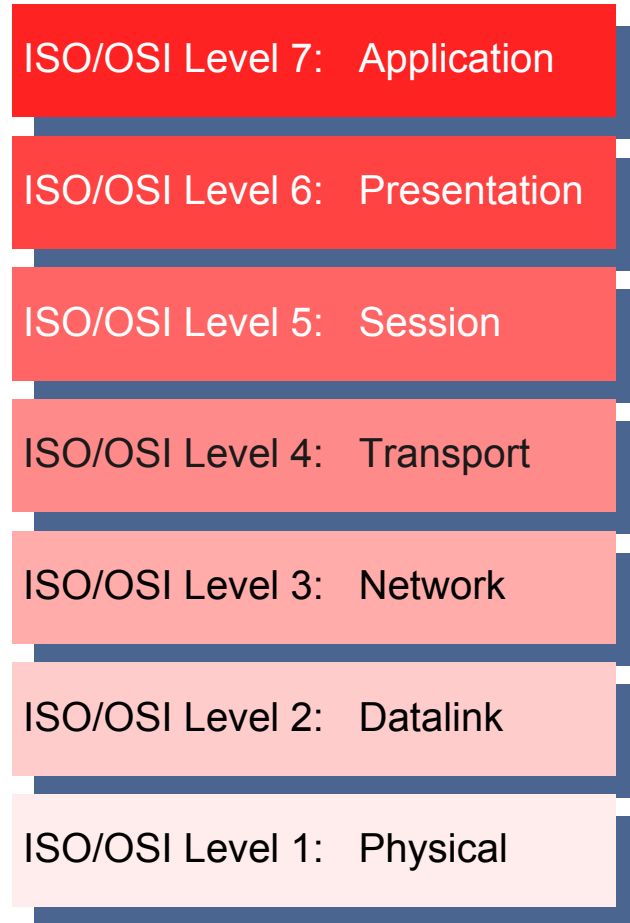 ISO/OSI Level 7: Application
ISO/OSI Level 6: Presentation
ISO/OSI Level 5: Session
ISO/OSI Level 4: Transport
ISO/OSI Level 3: Network
ISO/OSI Level 2: Datalink
ISO/OSI Level 1: Physical